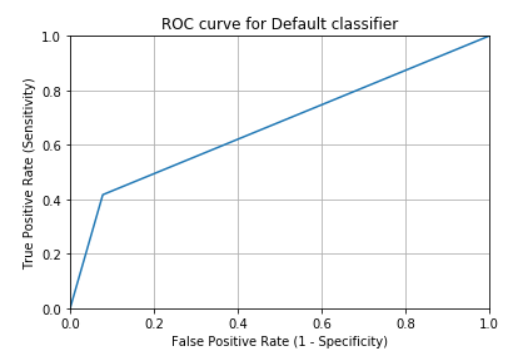 ROC curve for Default classifier
1.0
0.8
0.6
0.4
0.2
0.0
True Positive Rate (Sensitivity)
0.0 0.2 0.4 0.6 0.8 1.0
False Positive Rate (1 - Specificity)